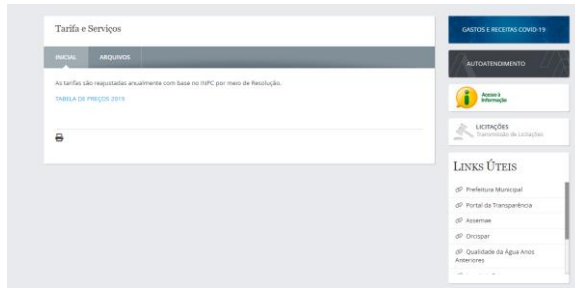 Tarifa e Serviços
INICIAL
ARQUIVOS
As tarifas são reajustadas anualmente com base no INPC por meio de Resolução.
TABELA DE PREÇOS 2019
GASTOS E RECEITAS COVID-19
AUTOATENDIMENTO
Acesso à
Informação
LICITAÇÕES
Transmissão de Licitações
LINKS ÚTEIS
Prefeitura Municipal
Portal da Transparência
Assemae
Orcispar
Qualidade da Água Anos
Anteriores